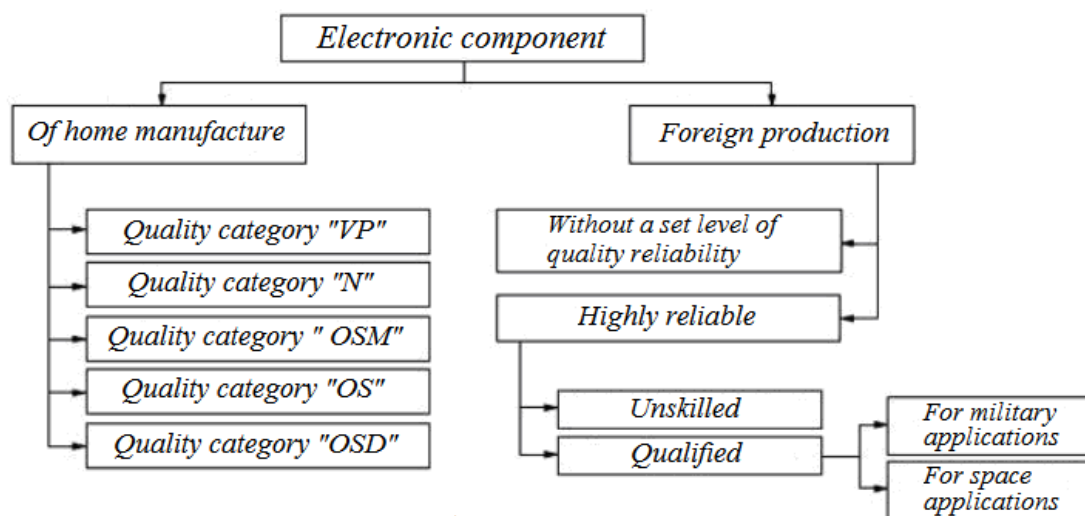 Electronic component
Of home manufacture
Foreign production
Quality category "VP"
Quality category "N"
Quality category " OSM"
Quality category "OS"
Quality category "OSD"
Without a set level of
quality reliability
Highly reliable
Unskilled
Qualified
For military
applications
For space
applications